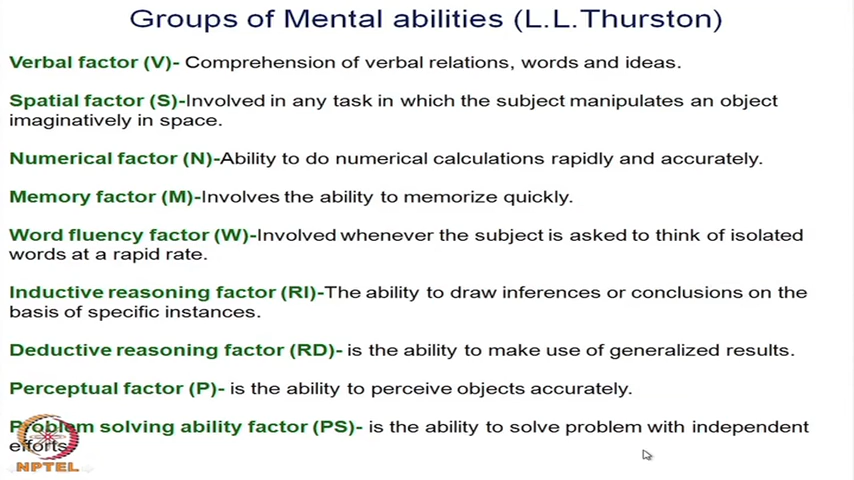 Groups of Mental abilities (L.L.Thurston)
Verbal factor (V)- Comprehension of verbal relations, words and ideas.
Spatial factor (S)-Involved in any task in which the subject manipulates an object
imaginatively in space.
Numerical factor (N)-Ability to do numerical calculations rapidly and accurately.
Memory factor (M)-Involves the ability to memorize quickly.
Word fluency factor (W)-Involved whenever the subject is asked to think of isolated
words at a rapid rate.
Inductive reasoning factor (RI)-The ability to draw inferences or conclusions on the
basis of specific instances.
Deductive reasoning factor (RD)- is the ability to make use of generalized results.
Perceptual factor (P)- is the ability to perceive objects accurately.
Problem solving ability factor (PS)- is the ability to solve problem with independent
efforts.
NPTEL